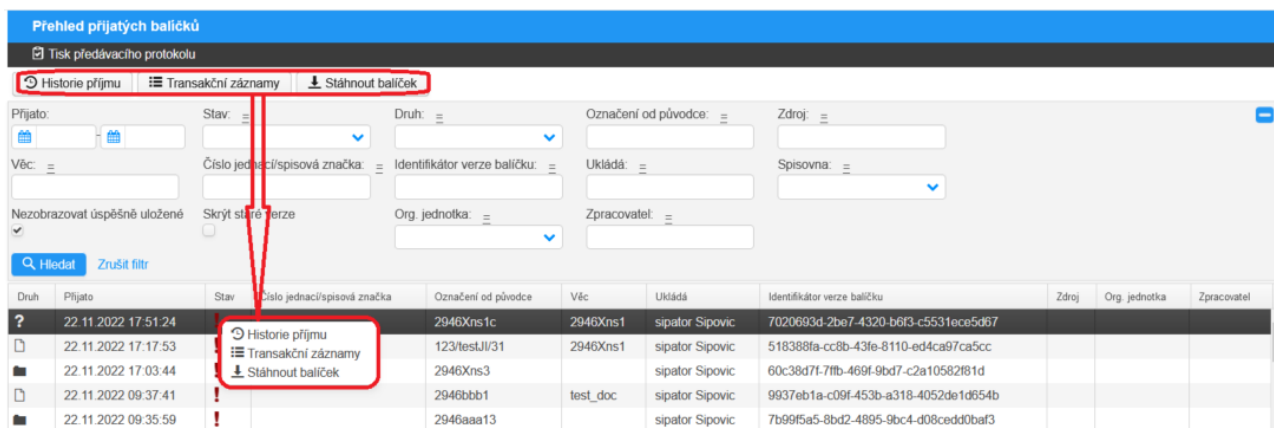 Přehled přijatých balíčků
Tisk předávacího protokolu
Historie příjmu Transakční záznamy Stáhnout balíček
Přijato: Stav: = Druh: = Označení od původce: = Zdroj: =
-
Věc: = Číslo jednací/spisová značka: = Identifikátor verze balíčku: = Ukládá: = Spisovna: =
Nezobrazovat úspěšně uložené Skrýt staré verze Org. jednotka: = Zpracovatel: =
Hledat Zrušit filtr
Druh Přijato Stav Číslo jednací/spisová značka Označení od původce Věc Ukládá Identifikátor verze balíčku Zdroj Org. jednotka Zpracovatel
? 22.11.2022 17:51:24 ! 2946Xns1c 2946Xns1 sipator Sipovic 7020693d-2be7-4320-b6f3-c5531ece5d67
Historie příjmu
22.11.2022 17:17:53 ! 123/testJI/31 2946Xns1 sipator Sipovic 518388fa-cc8b-43fe-8110-ed4ca97ca5cc
Transakční záznamy
22.11.2022 17:03:44 ! 2946Xns3 sipator Sipovic 60c38d7f-7ffb-469f-9bd7-c2a10582f81d
Stáhnout balíček
22.11.2022 09:37:41 ! 2946bbb1 test_doc sipator Sipovic 9937eb1a-c09f-453b-a318-4052de1d654b
22.11.2022 09:35:59 ! 2946aaa13 sipator Sipovic 7b99f5a5-8bd2-4895-9bc4-d08cedd0baf3